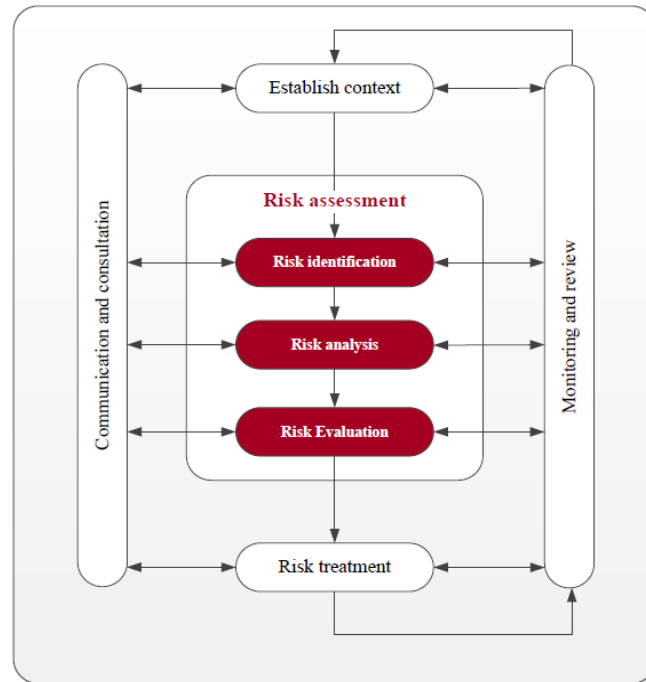 Establish context
Communication and consultation
Monitoring and review
Risk assessment
Risk identification
Risk analysis
Risk Evaluation
Risk treatment